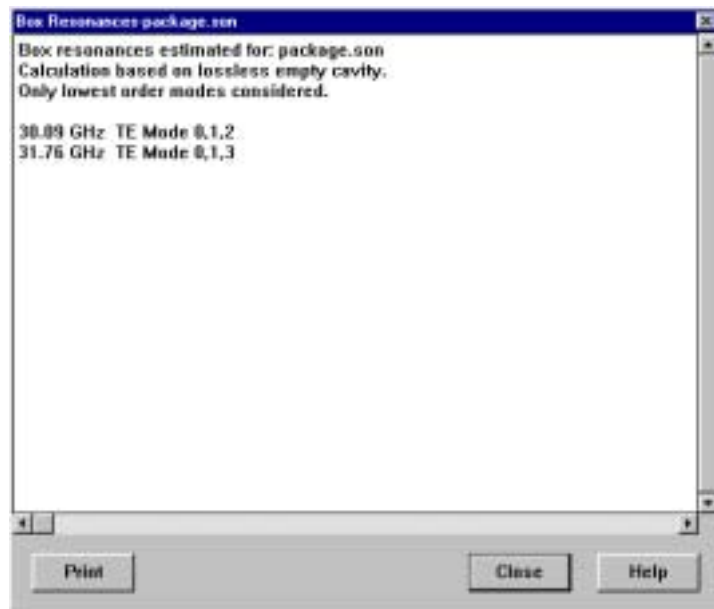 Box Resonances-package.son
Box resonances estimated for: package.son
Calculation based on lossless empty cavity.
Only lowest order modes considered.
30.09 GHz TE Mode 0,1,2
31.76 GHz TE Mode 0,1,3
Print
Close
Help